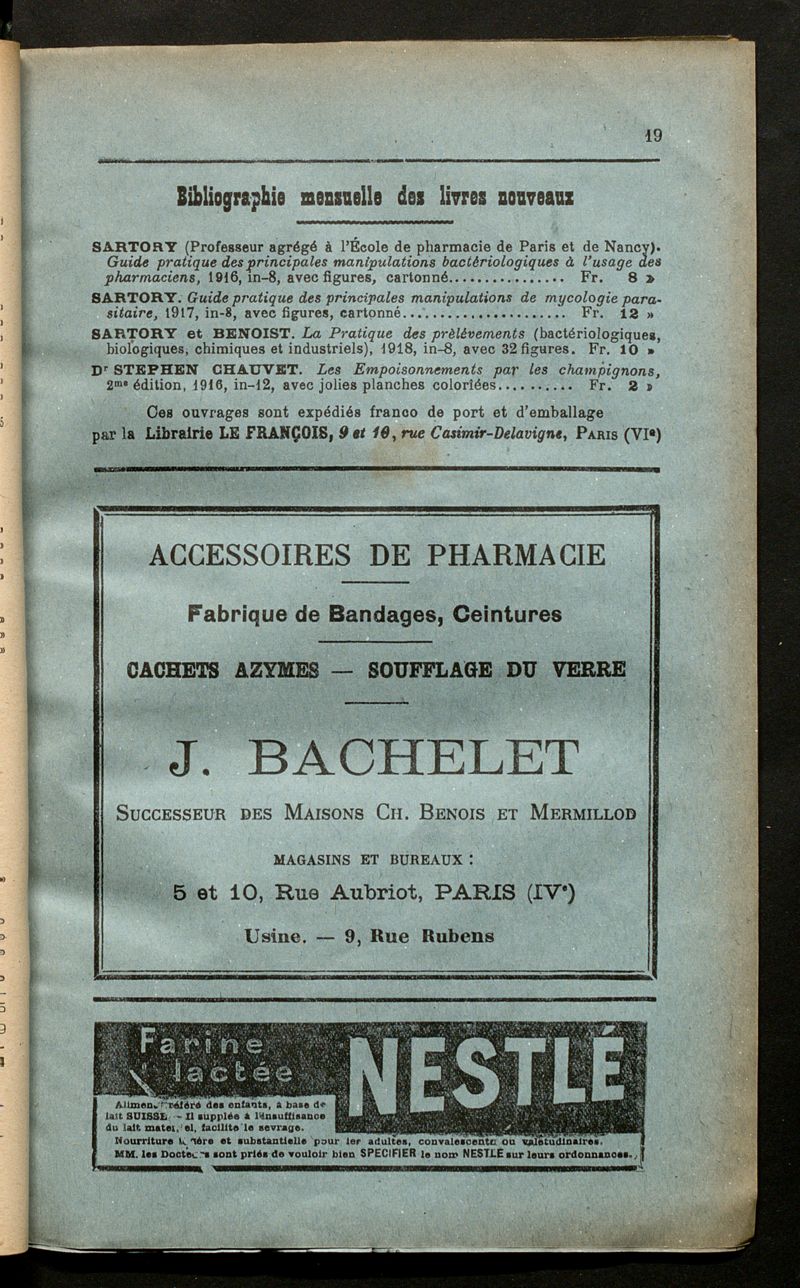 19
Bibliographie mensuelle des livres nouveaux
SARTORY (Professeur agrégé à l'École de pharmacie de Paris et de Nancy).
Guide pratique des principales manipulations bactériologiques à l'usage des
pharmaciens, 1916, in-8, avec figures, cartonné................. Fr. 8 »
SARTORY. Guide pratique des principales manipulations de mycologie para-
sitaire, 1917, in-8, avec figures, cartonné....................... Fr. 12 »
SARTORY et BENOIST. La Pratique des prèlèvements (bactériologiques,
biologiques, chimiques et industriels), 1918, in-8, avec 32 figures. Fr. 10 »
Dr STEPHEN CHAUVET. Les Empoisonnements par les champignons,
2me édition, 1916, in-12, avec jolies planches coloriées.......... Fr. 2 »
Ces ouvrages sont expédiés franco de port et d'emballage
par la Librairie LE FRANÇOIS, 9 et 10, rue Casimir-Delavigne, PARIS (VIe)
ACCESSOIRES DE PHARMACIE
Fabrique de Bandages, Ceintures
CACHETS AZYMES — SOUFFLAGE DU VERRE
J. BACHELET
SUCCESSEUR DES MAISONS CH. BENOIS ET MERMILLOD
MAGASINS ET BUREAUX :
5 et 10, Rue Aubriot, PARIS (IVe)
Usine. — 9, Rue Rubens
Farine
lactée
NESTLÉ
des enfants, à base de
lait SUISSE. - Il supplée à l'insuffisance
du lait facilite le sevrage.
Nourriture et substantielle pour les adultes, convalescents ou valétudinaires.
MM. les sont priés de vouloir bien SPECIFIER le nom NESTLÉ sur leurs ordonnances.